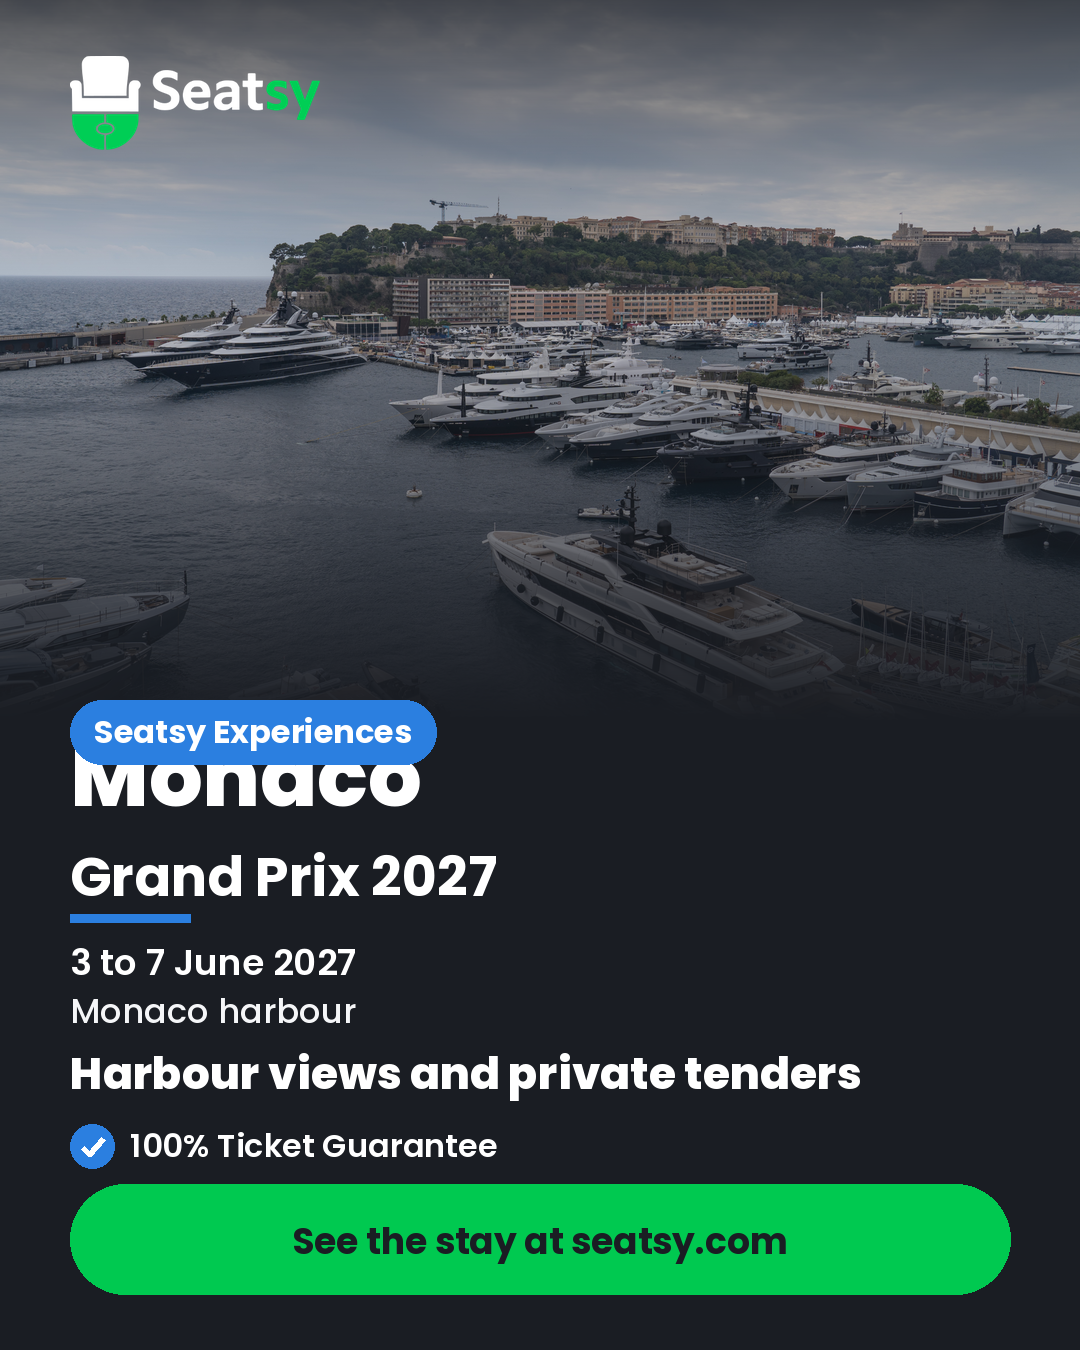 Seatsy
Seatsy Experiences
Monaco
Grand Prix 2027
3 to 7 June 2027
Monaco harbour
Harbour views and private tenders
100% Ticket Guarantee
See the stay at seatsy.com